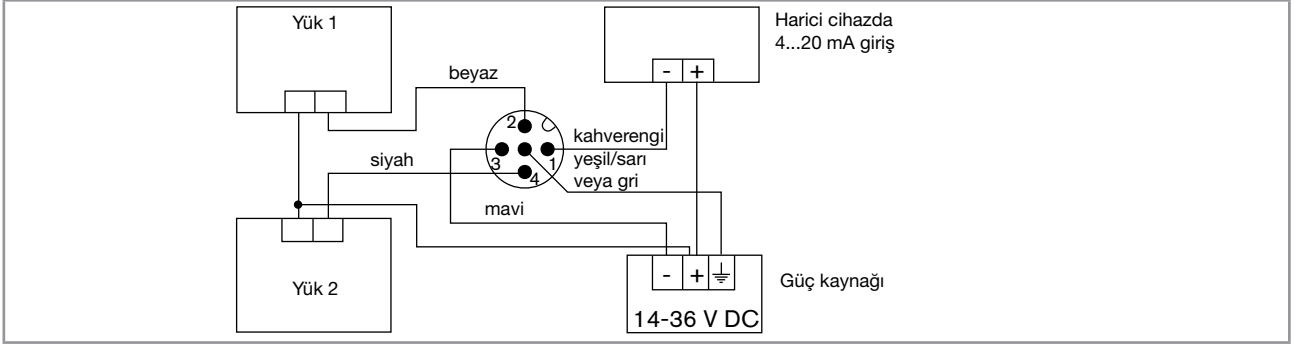 Yük 1
Harici cihazda
4...20 mA giriş
- +
beyaz
2
kahverengi
3
1
siyah
yeşil/sarı
4
veya gri
mavi
- +
Yük 2
Güç kaynağı
14-36 V DC